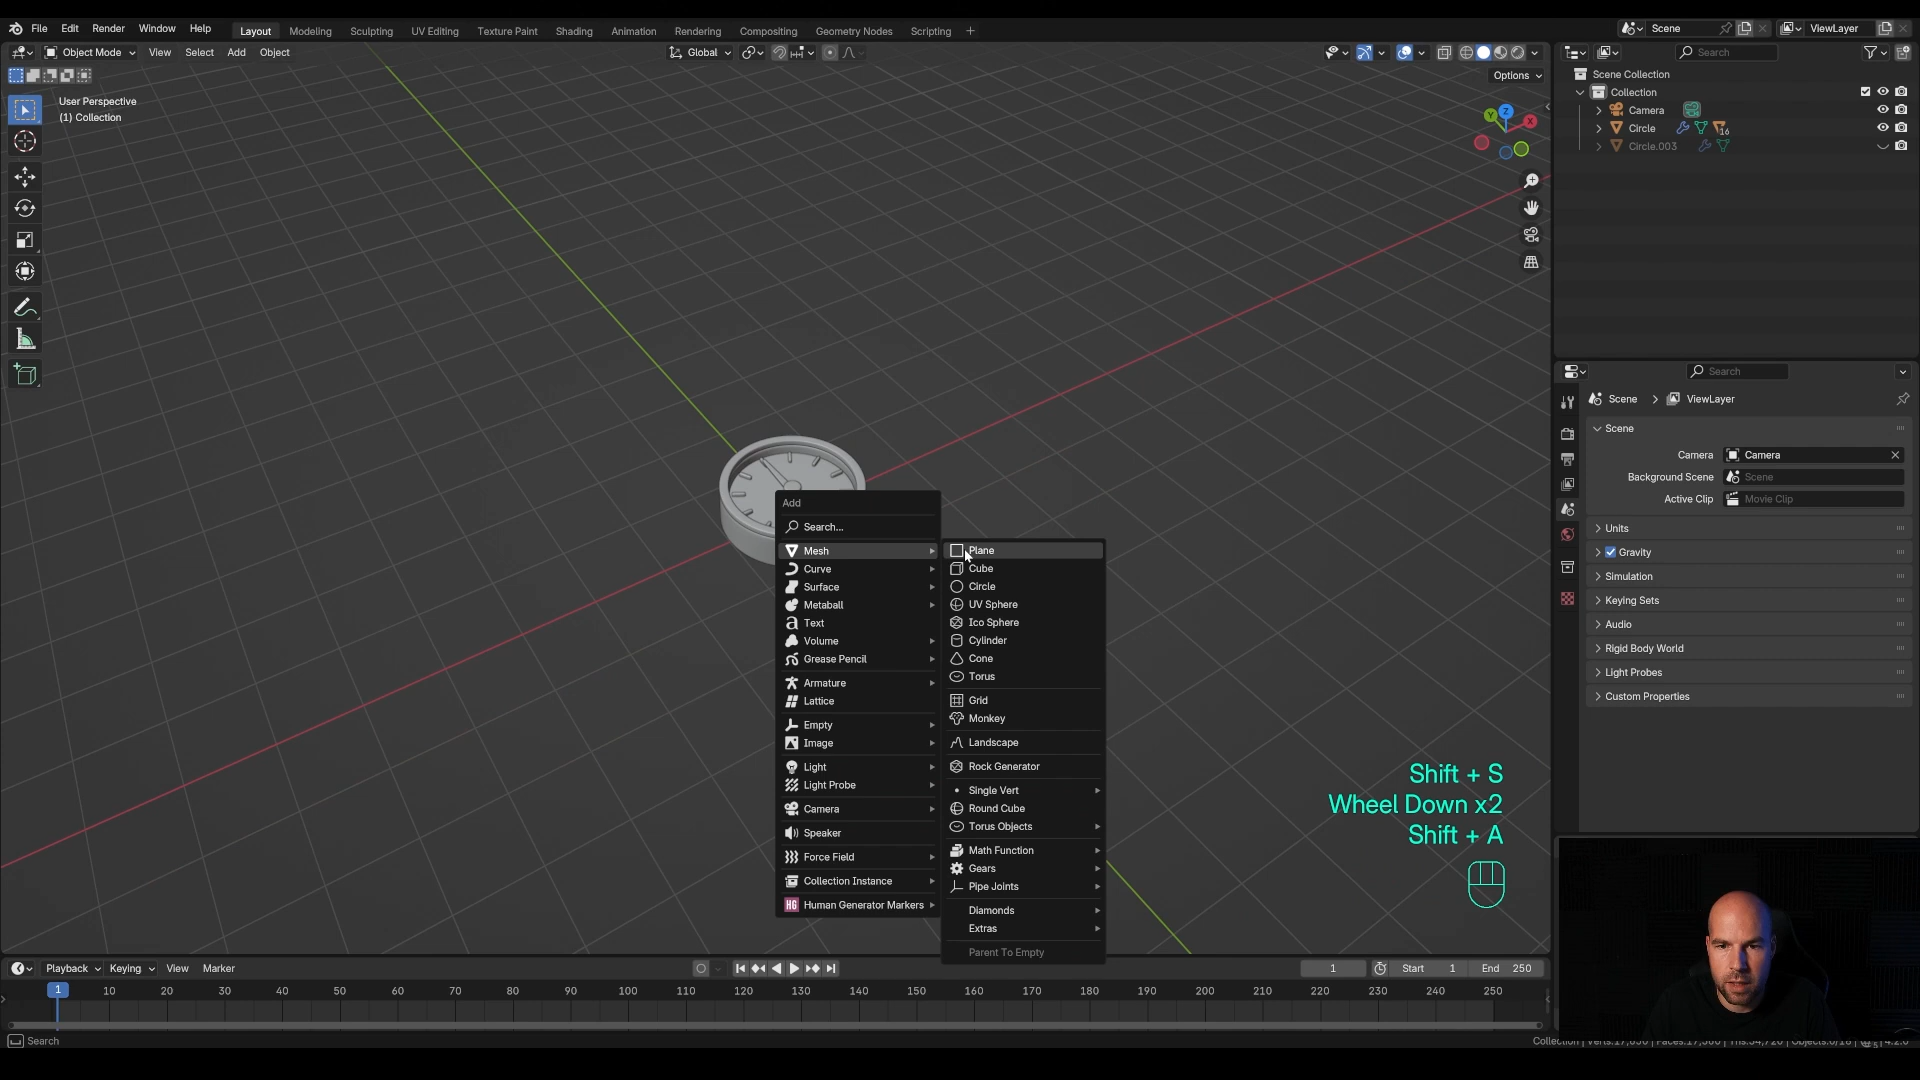 File Edit Render Window Help Layout Modeling Sculpting UV Editing Texture Paint Shading Animation Rendering Compositing Geometry Nodes Scripting Scene ViewLayer
Object Mode View Select Add Object Global Search
Options
User Perspective
(1) Collection
Scene Collection
Collection
Camera
Circle 16
Circle.003
Z
Y
X
Search
Scene ViewLayer
Scene
Camera Camera
Background Scene Scene
Active Clip Movie Clip
Units
Gravity
Simulation
Keying Sets
Audio
Rigid Body World
Light Probes
Custom Properties
Add
Search...
Mesh
Curve
Surface
Metaball
Text
Volume
Grease Pencil
Armature
Lattice
Empty
Image
Light
Light Probe
Camera
Speaker
Force Field
Collection Instance
HG Human Generator Markers
Plane
Cube
Circle
UV Sphere
Ico Sphere
Cylinder
Cone
Torus
Grid
Monkey
Landscape
Rock Generator
Single Vert
Round Cube
Torus Objects
Math Function
Gears
Pipe Joints
Diamonds
Extras
Parent To Empty
Shift + S
Wheel Down x2
Shift + A
Playback Keying View Marker 1 Start 1 End 250
1 10 20 30 40 50 60 70 80 90 100 110 120 130 140 150 160 170 180 190 200 210 220 230 240 250
Search